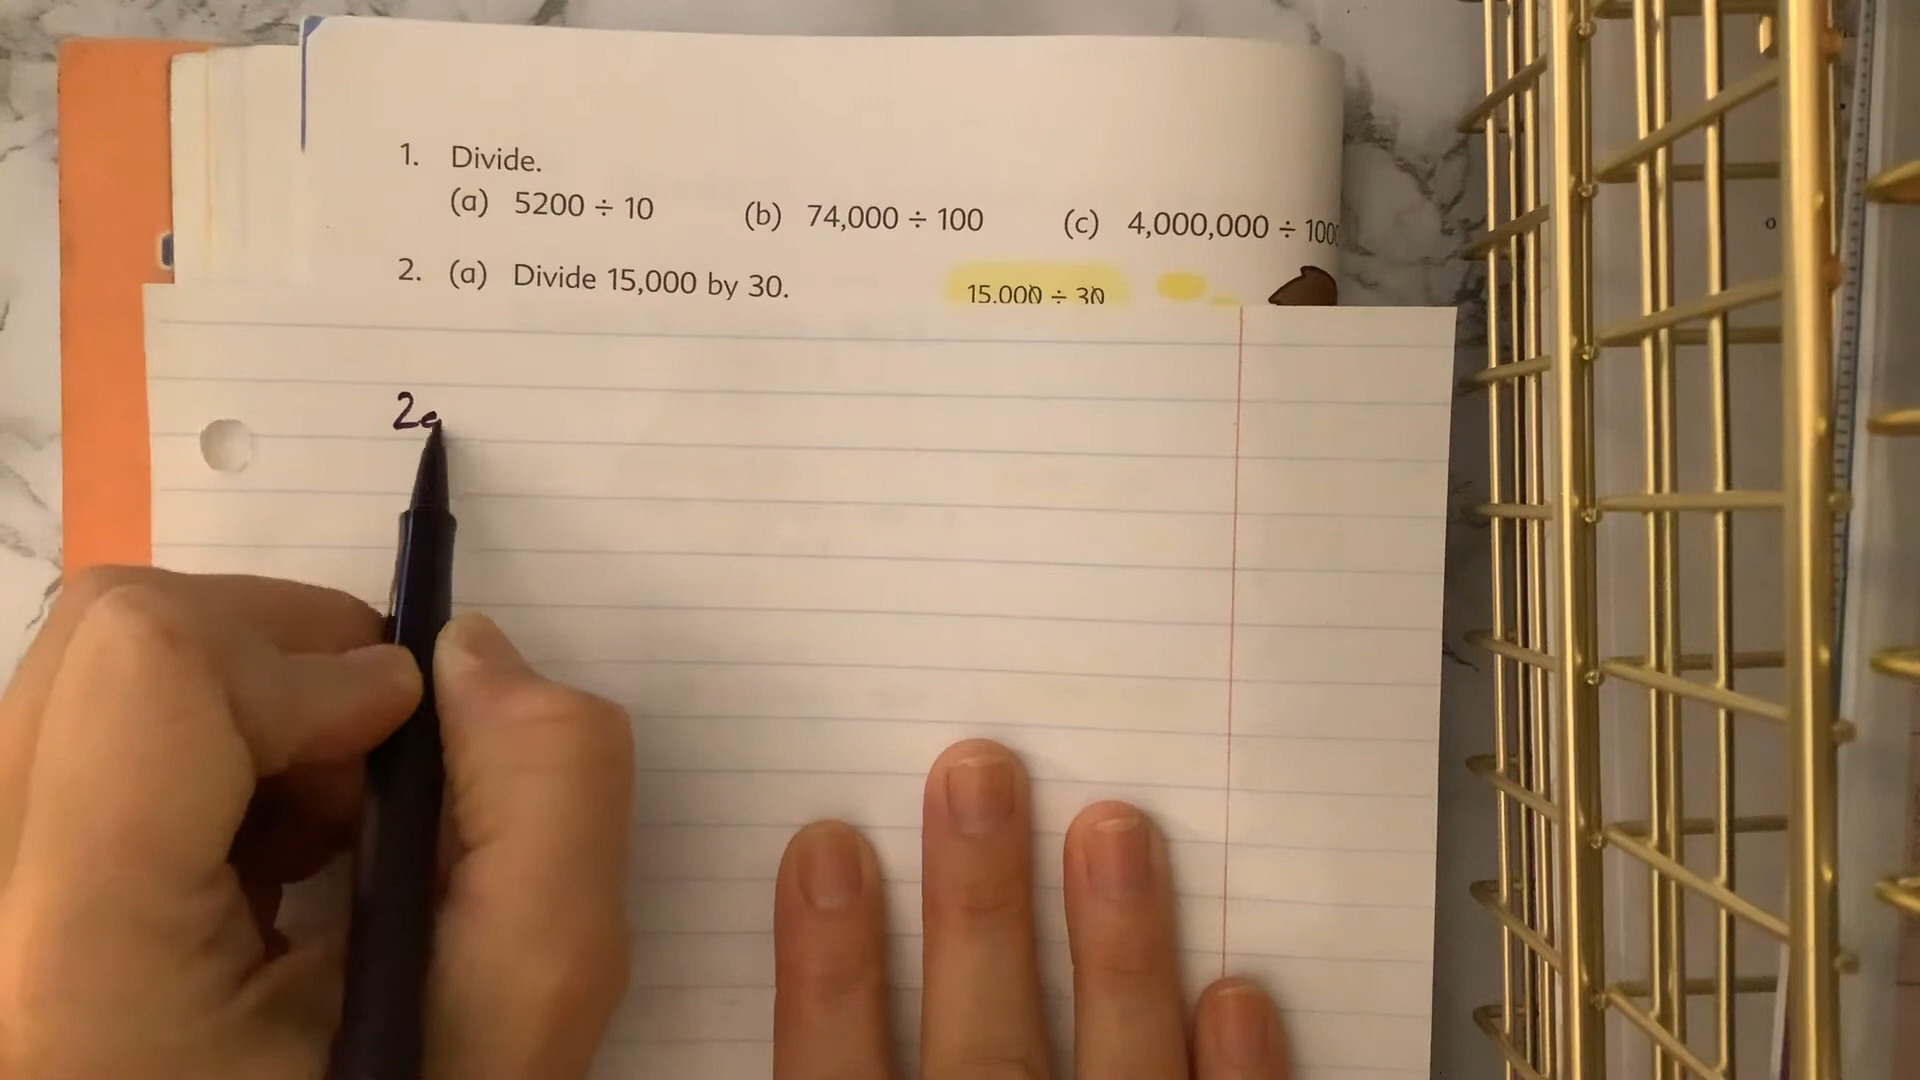 1. Divide.
(a) 5200 ÷ 10 (b) 74,000 ÷ 100 (c) 4,000,000 ÷ 1000
2. (a) Divide 15,000 by 30. 15,000 ÷ 30
2a